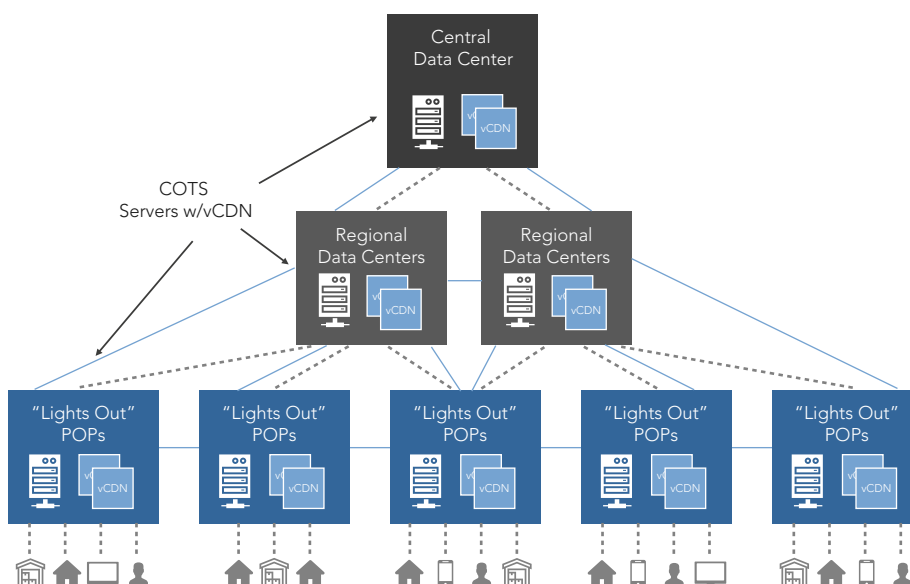 Central
Data Center
vCDN
COTS
Servers w/vCDN
Regional
Data Centers
vCDN
Regional
Data Centers
vCDN
“Lights Out”
POPs
vCDN
“Lights Out”
POPs
vCDN
“Lights Out”
POPs
vCDN
“Lights Out”
POPs
vCDN
“Lights Out”
POPs
vCDN